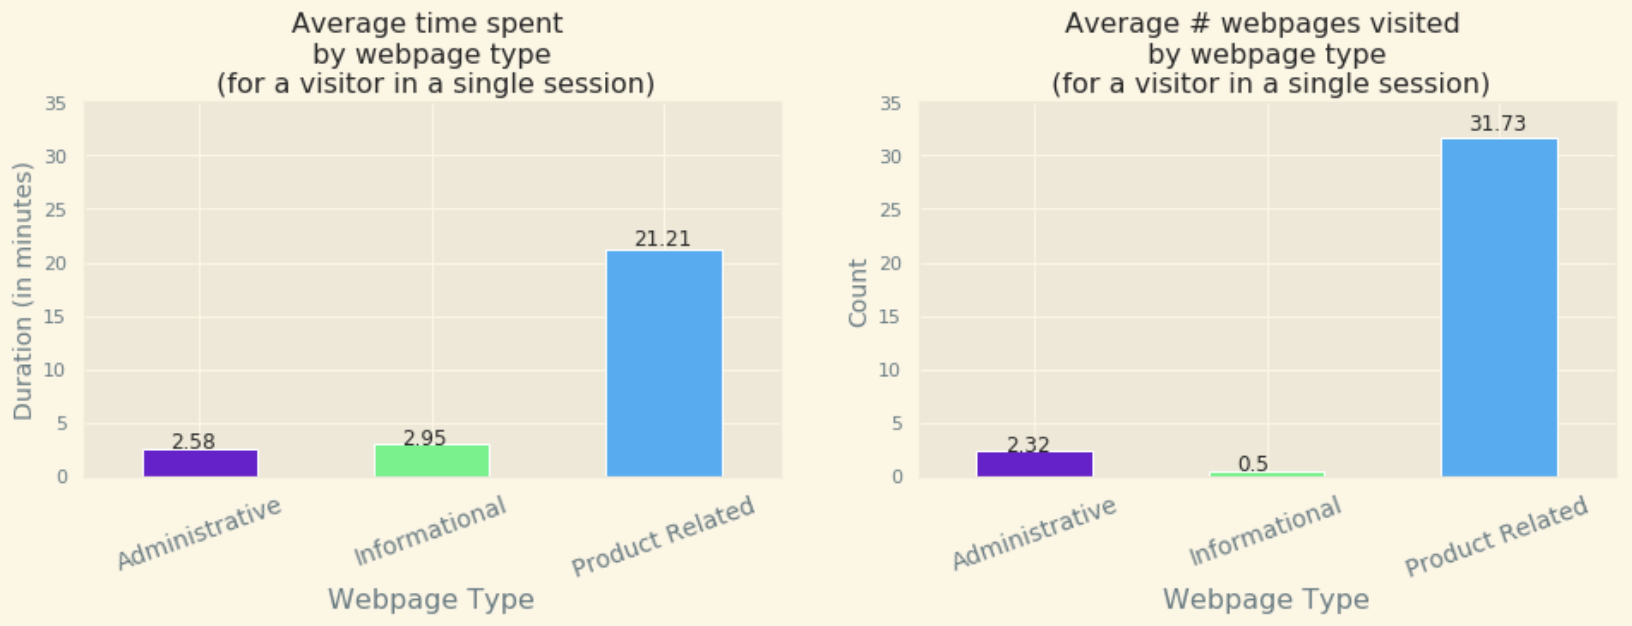 Average time spent
by webpage type
(for a visitor in a single session)
35
30
25
20
15
10
5
0
Duration (in minutes)
2.58
2.95
21.21
Administrative
Informational
Product Related
Webpage Type
Average # webpages visited
by webpage type
(for a visitor in a single session)
35
30
25
20
15
10
5
0
Count
2.32
0.5
31.73
Administrative
Informational
Product Related
Webpage Type